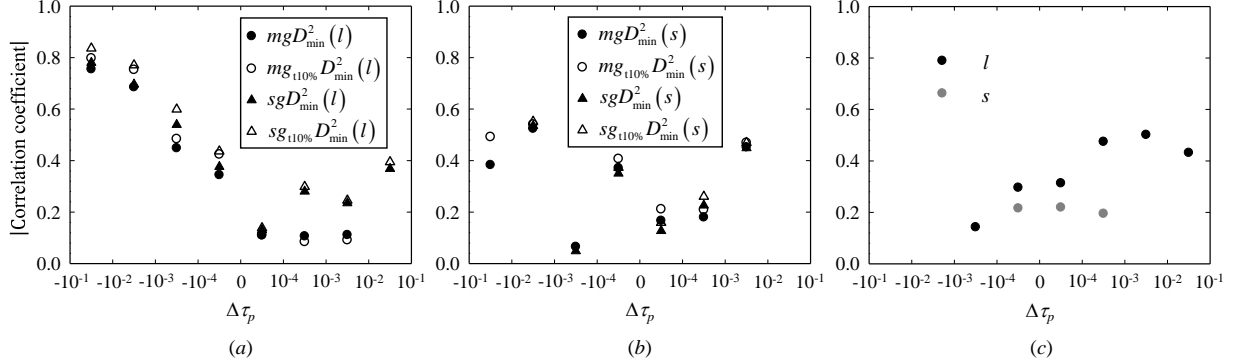 |Correlation coefficient|
1.0
0.8
0.6
0.4
0.2
0.0
mgD²min(l)
mgt10%D²min(l)
sgD²min(l)
sgt10%D²min(l)
-10⁻¹ -10⁻² -10⁻³ -10⁻⁴ 0 10⁻⁴ 10⁻³ 10⁻² 10⁻¹
Δτp
(a)
1.0
0.8
0.6
0.4
0.2
0.0
mgD²min(s)
mgt10%D²min(s)
sgD²min(s)
sgt10%D²min(s)
-10⁻¹ -10⁻² -10⁻³ -10⁻⁴ 0 10⁻⁴ 10⁻³ 10⁻² 10⁻¹
Δτp
(b)
1.0
0.8
0.6
0.4
0.2
0.0
l
s
-10⁻¹ -10⁻² -10⁻³ -10⁻⁴ 0 10⁻⁴ 10⁻³ 10⁻² 10⁻¹
Δτp
(c)